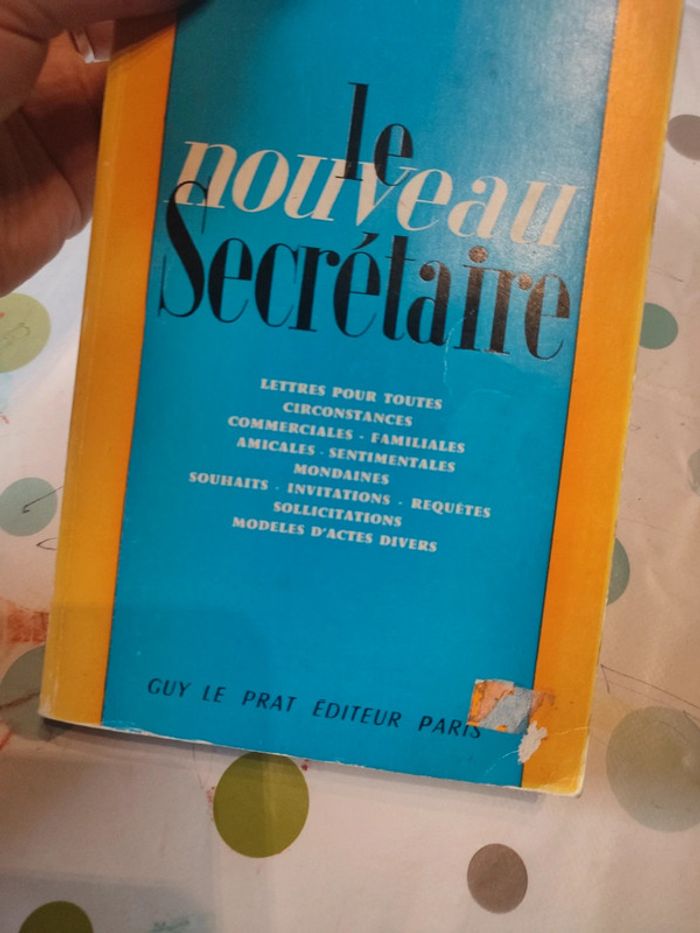 le
nouveau
Secrétaire
LETTRES POUR TOUTES
CIRCONSTANCES
COMMERCIALES · FAMILIALES
AMICALES · SENTIMENTALES
MONDAINES
SOUHAITS · INVITATIONS · REQUÊTES
SOLLICITATIONS
MODELES D'ACTES DIVERS
GUY LE PRAT ÉDITEUR PARIS